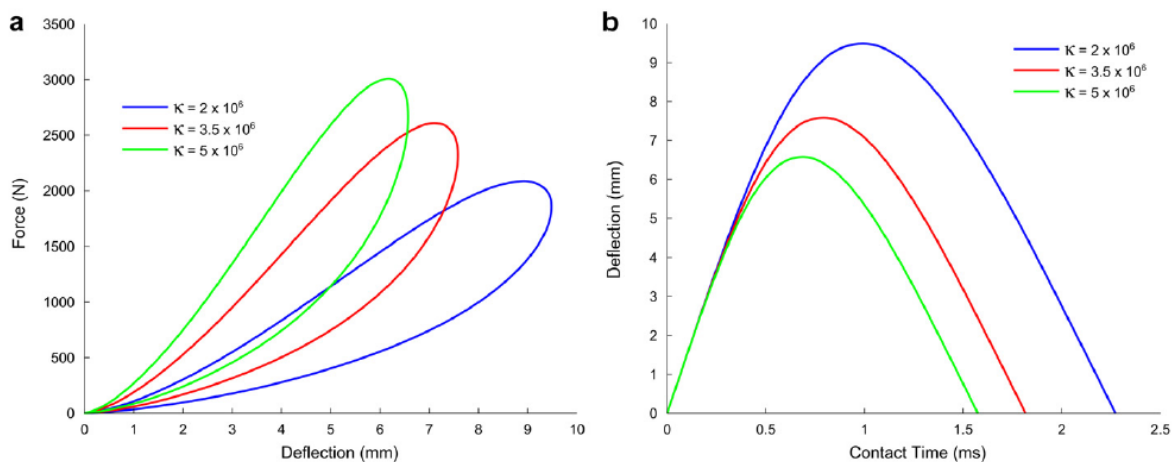 a
3500
3000
2500
2000
1500
1000
500
0
Force (N)
κ = 2 x 10⁶
κ = 3.5 x 10⁶
κ = 5 x 10⁶
0 1 2 3 4 5 6 7 8 9 10
Deflection (mm)
b
10
9
8
7
6
5
4
3
2
1
0
Deflection (mm)
κ = 2 x 10⁶
κ = 3.5 x 10⁶
κ = 5 x 10⁶
0 0.5 1 1.5 2 2.5
Contact Time (ms)